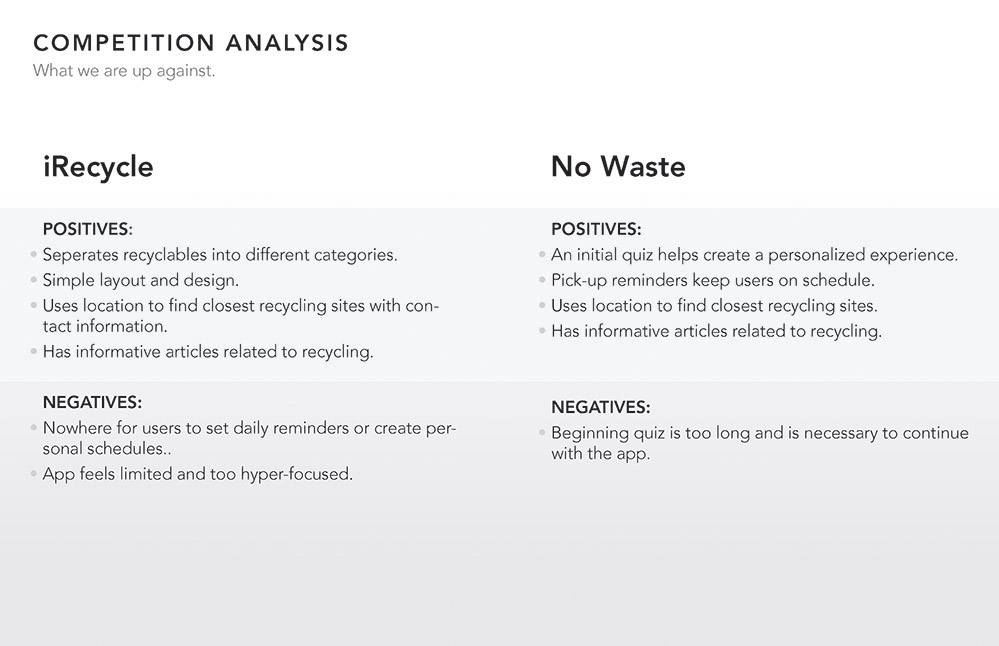 COMPETITION ANALYSIS
What we are up against.
iRecycle
POSITIVES:
Seperates recyclables into different categories.
Simple layout and design.
Uses location to find closest recycling sites with con-
tact information.
Has informative articles related to recycling.
NEGATIVES:
Nowhere for users to set daily reminders or create per-
sonal schedules..
App feels limited and too hyper-focused.
No Waste
POSITIVES:
An initial quiz helps create a personalized experience.
Pick-up reminders keep users on schedule.
Uses location to find closest recycling sites.
Has informative articles related to recycling.
NEGATIVES:
Beginning quiz is too long and is necessary to continue
with the app.